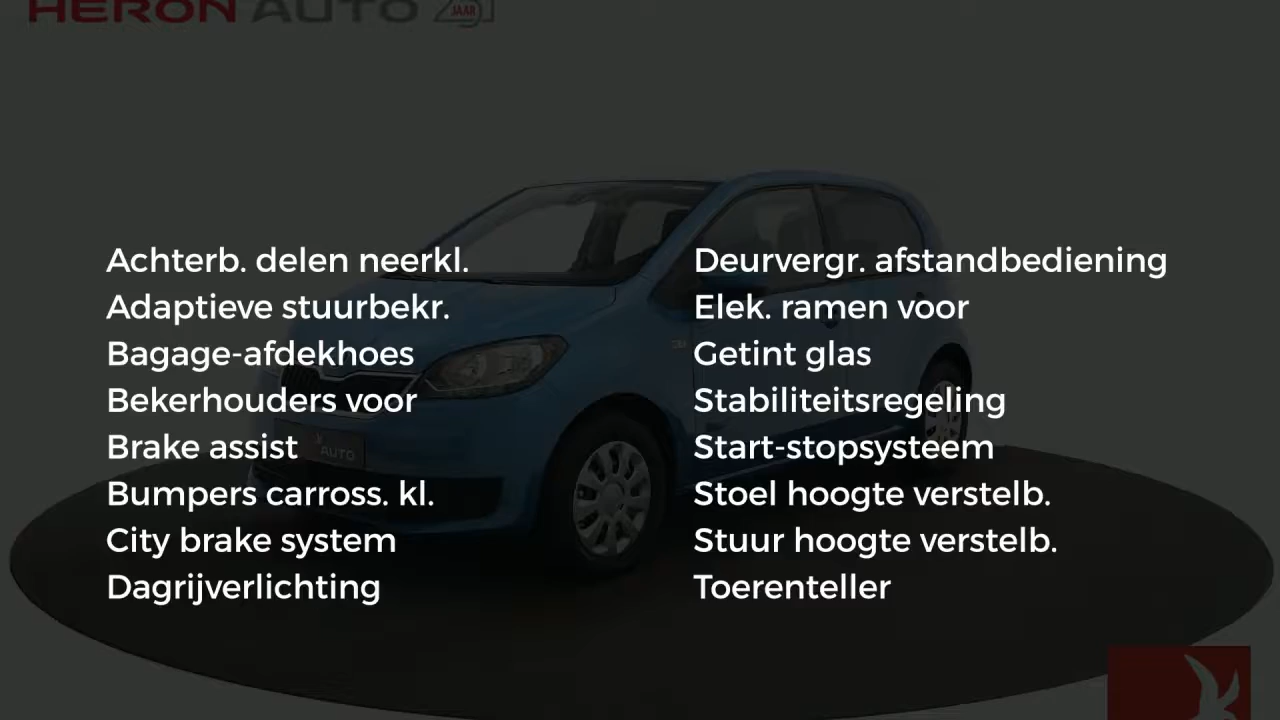 HERON AUTO
JAAR
Achterb. delen neerkl.
Adaptieve stuurbekr.
Bagage-afdekhoes
Bekerhouders voor
Brake assist
Bumpers carross. kl.
City brake system
Dagrijverlichting
Deurvergr. afstandbediening
Elek. ramen voor
Getint glas
Stabiliteitsregeling
Start-stopsysteem
Stoel hoogte verstelb.
Stuur hoogte verstelb.
Toerenteller
AUTO